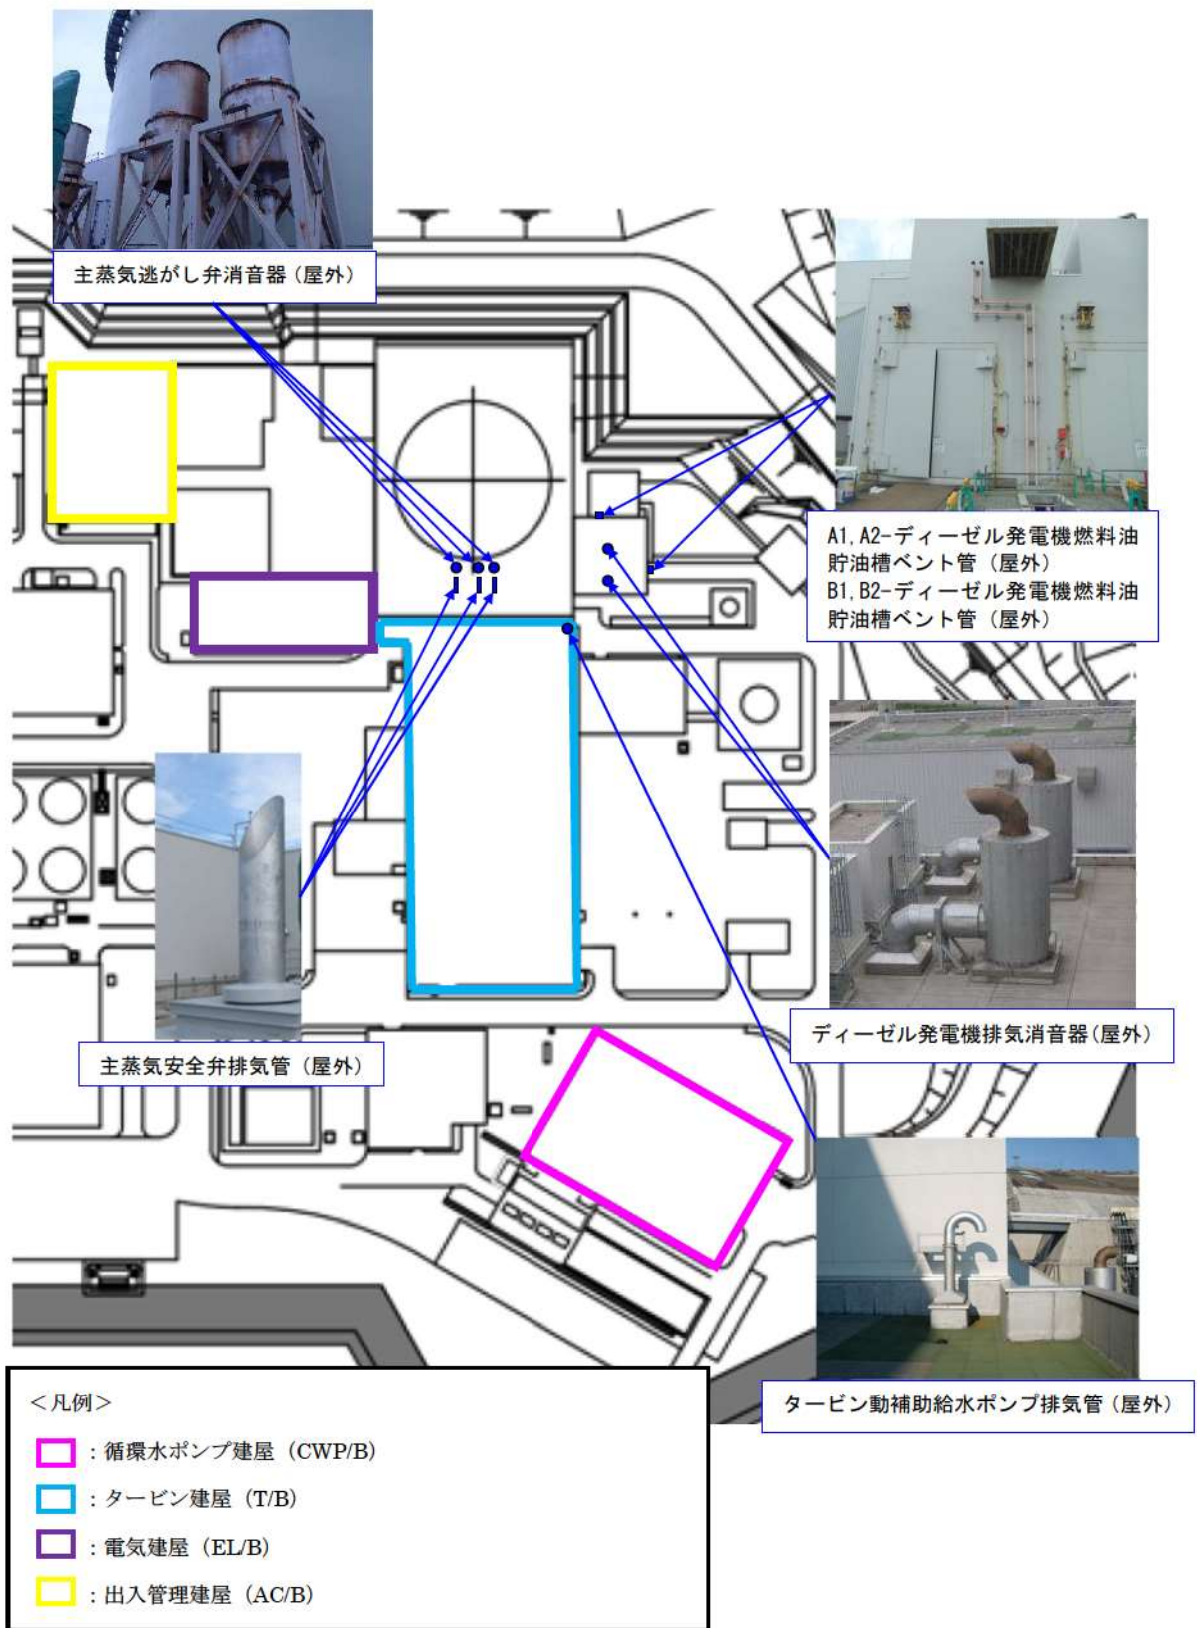 主蒸気逃がし弁消音器（屋外）
A1, A2-ディーゼル発電機燃料油
貯油槽ベント管（屋外）
B1, B2-ディーゼル発電機燃料油
貯油槽ベント管（屋外）
主蒸気安全弁排気管（屋外）
ディーゼル発電機排気消音器（屋外）
タービン動補助給水ポンプ排気管（屋外）
＜凡例＞
：循環水ポンプ建屋（CWP/B）
：タービン建屋（T/B）
：電気建屋（EL/B）
：出入管理建屋（AC/B）